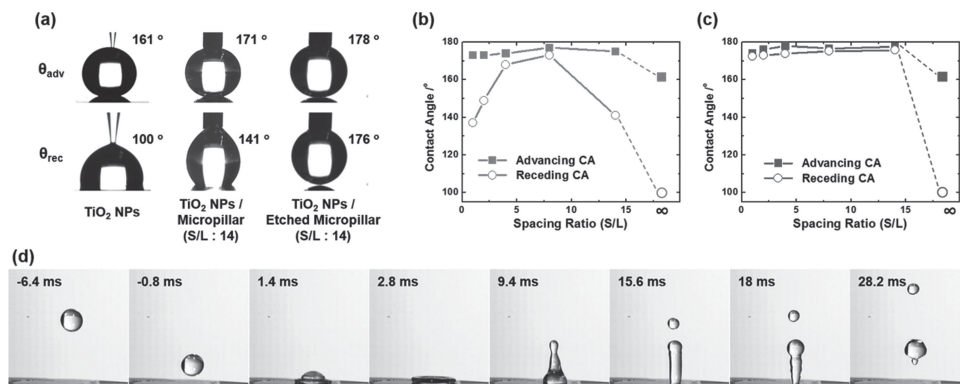 (a)
161 º
171 º
178 º
θadv
100 º
141 º
176 º
θrec
TiO2 NPs
TiO2 NPs /
Micropillar
(S/L : 14)
TiO2 NPs /
Etched Micropillar
(S/L : 14)
(b)
180
160
140
120
100
Contact Angle /°
Advancing CA
Receding CA
0 5 10 15 ∞
Spacing Ratio (S/L)
(c)
180
160
140
120
100
Contact Angle /°
Advancing CA
Receding CA
0 5 10 15 ∞
Spacing Ratio (S/L)
(d)
-6.4 ms
-0.8 ms
1.4 ms
2.8 ms
9.4 ms
15.6 ms
18 ms
28.2 ms